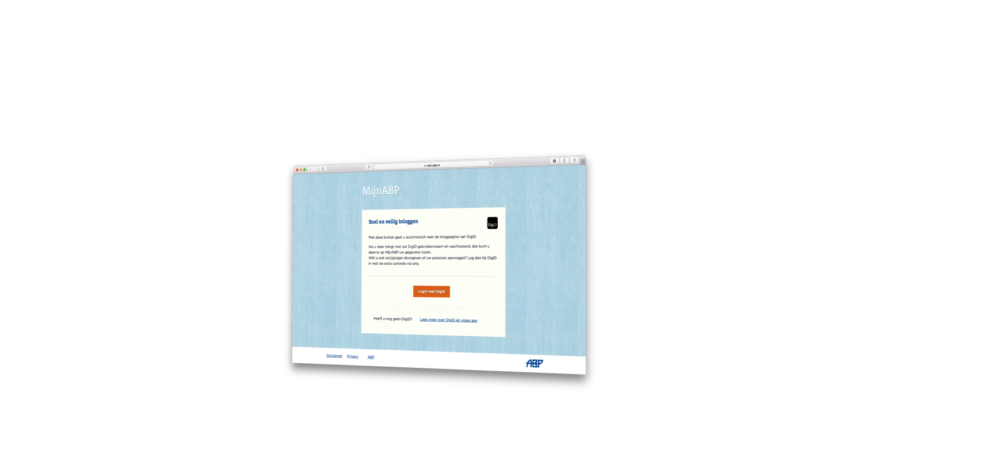 mijn.abp.nl
MijnABP
Snel en veilig inloggen
DigiD
Met deze button gaat u automatisch naar de inlogpagina van DigiD.
Als u daar inlogt met uw DigiD gebruikersnaam en wachtwoord, dan kunt u
daarna op MijnABP uw gegevens inzien.
Wilt u ook wijzigingen doorgeven of uw pensioen aanvragen? Log dan bij DigiD
in met de extra controle via sms.
Login met DigiD
Heeft u nog geen DigiD? Lees meer over DigiD en vraag aan
Disclaimer Privacy ABP
ABP